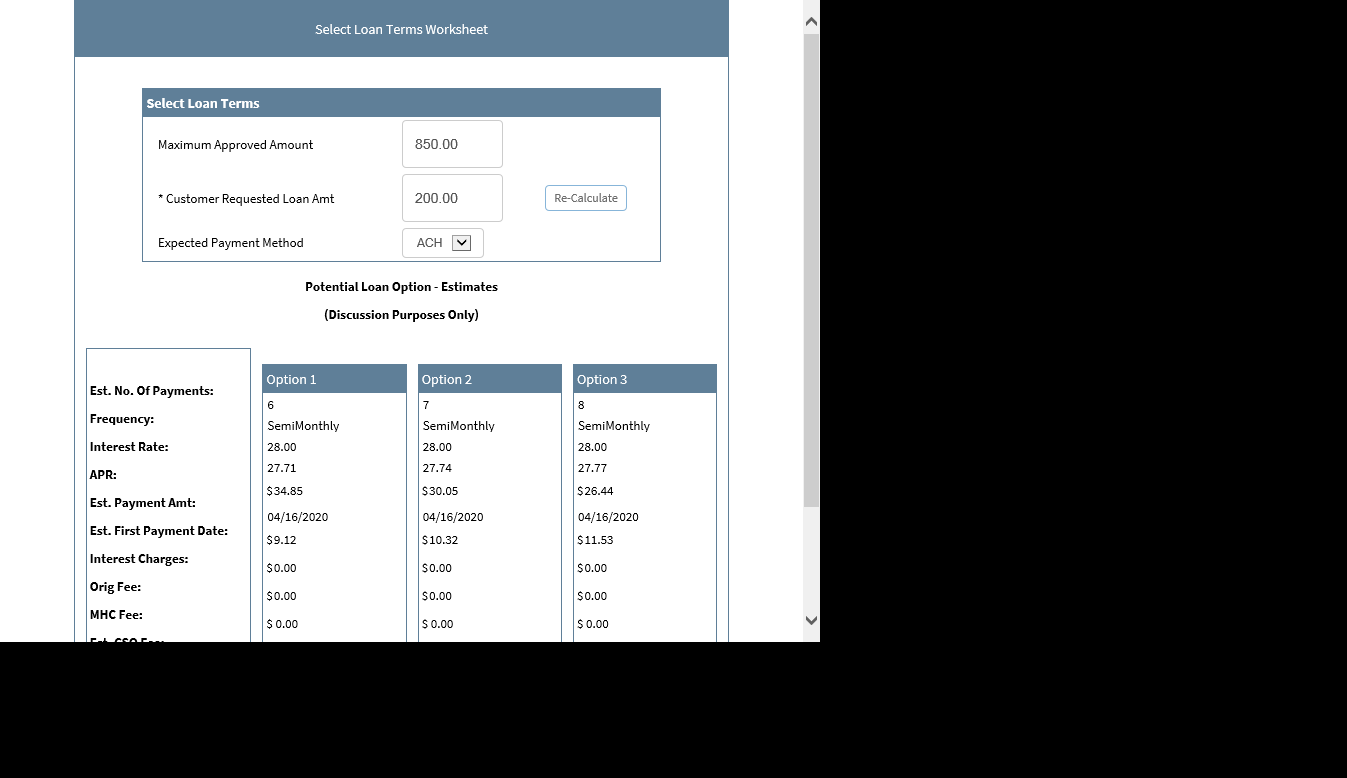 Select Loan Terms Worksheet
Select Loan Terms
Maximum Approved Amount 850.00
* Customer Requested Loan Amt 200.00 Re-Calculate
Expected Payment Method ACH
Potential Loan Option - Estimates
(Discussion Purposes Only)
Option 1 Option 2 Option 3
Est. No. Of Payments: 6 7 8
Frequency: SemiMonthly SemiMonthly SemiMonthly
Interest Rate: 28.00 28.00 28.00
APR: 27.71 27.74 27.77
Est. Payment Amt: $34.85 $30.05 $26.44
Est. First Payment Date: 04/16/2020 04/16/2020 04/16/2020
Interest Charges: $9.12 $10.32 $11.53
Orig Fee: $0.00 $0.00 $0.00
MHC Fee: $0.00 $0.00 $0.00
Est. CSO Fee: $ 0.00 $ 0.00 $ 0.00